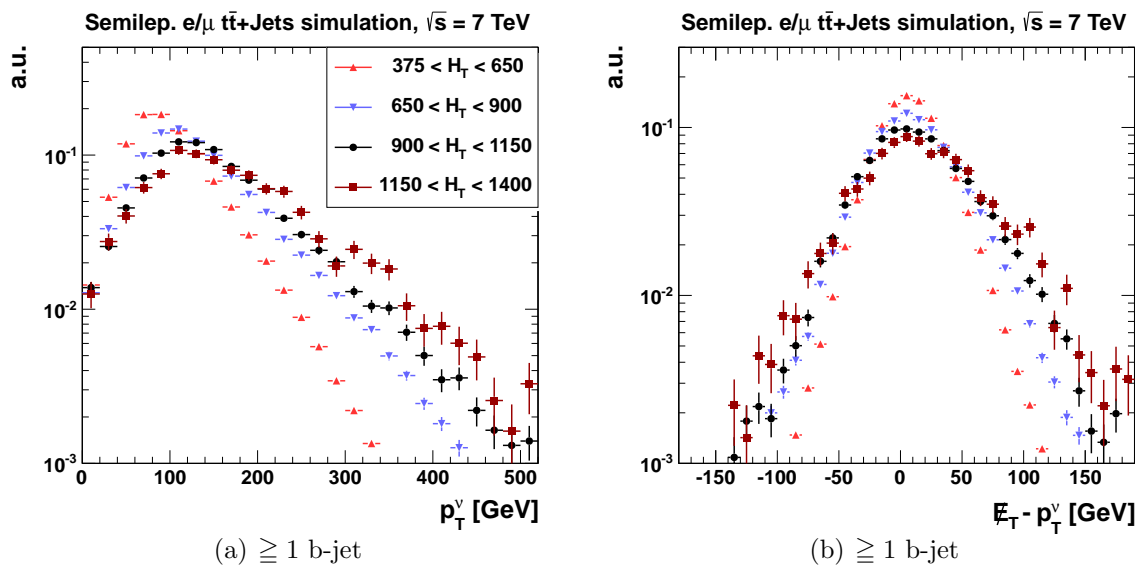 Semilep. e/μ tt̄+Jets simulation, √s = 7 TeV
a.u.
375 < H_T < 650
650 < H_T < 900
900 < H_T < 1150
1150 < H_T < 1400
10⁻¹
10⁻²
10⁻³
0 100 200 300 400 500
p_T^ν [GeV]
(a) ≧ 1 b-jet
Semilep. e/μ tt̄+Jets simulation, √s = 7 TeV
a.u.
10⁻¹
10⁻²
10⁻³
-150 -100 -50 0 50 100 150
E̸_T - p_T^ν [GeV]
(b) ≧ 1 b-jet